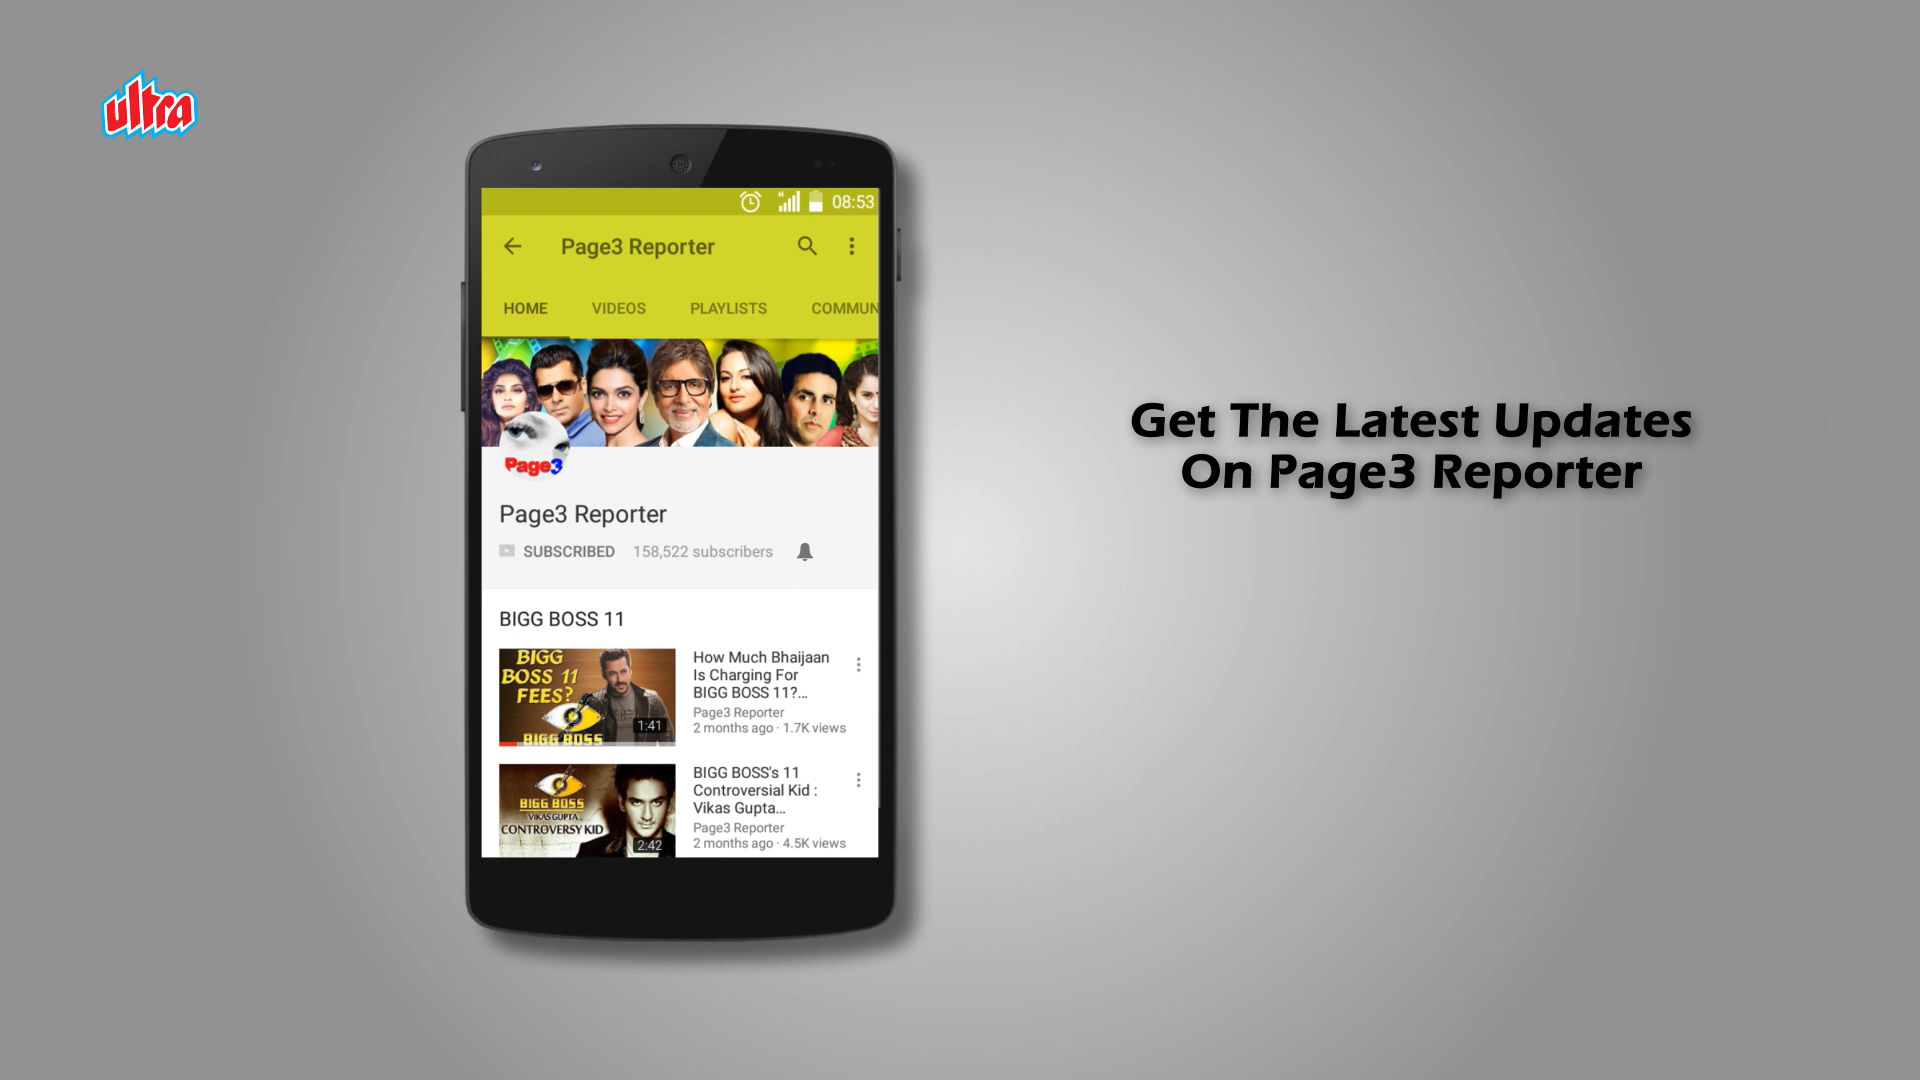 ultra
08:53
Page3 Reporter
HOME VIDEOS PLAYLISTS COMMUN
Page3
Page3 Reporter
SUBSCRIBED 158,522 subscribers
BIGG BOSS 11
BIGG
BOSS 11
FEES?
1:41
BIGG BOSS
How Much Bhaijaan
Is Charging For
BIGG BOSS 11?...
Page3 Reporter
2 months ago · 1.7K views
BIGG BOSS
VIKAS GUPTA
CONTROVERSY KID
2:42
BIGG BOSS's 11
Controversial Kid :
Vikas Gupta...
Page3 Reporter
2 months ago · 4.5K views
Get The Latest Updates
On Page3 Reporter